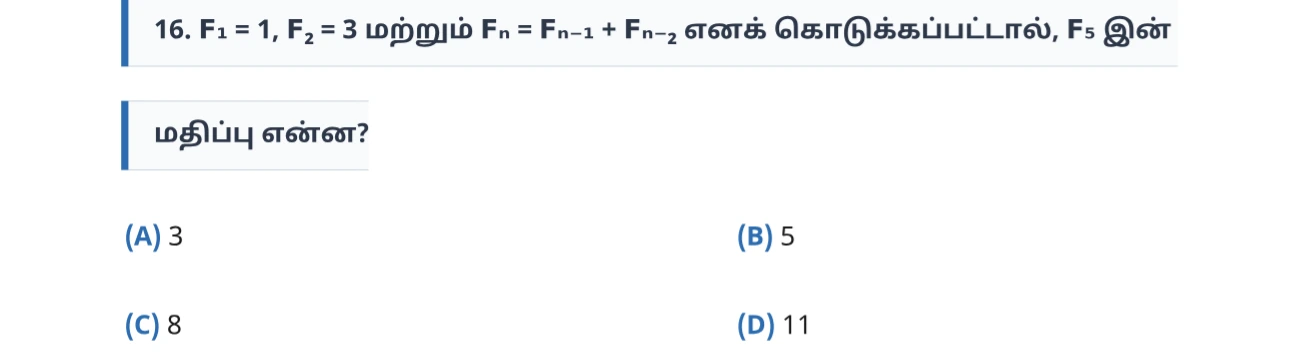 16. F₁ = 1, F₂ = 3 மற்றும் Fₙ = Fₙ₋₁ + Fₙ₋₂ எனக் கொடுக்கப்பட்டால், F₅ இன்
மதிப்பு என்ன?
(A) 3 (B) 5
(C) 8 (D) 11